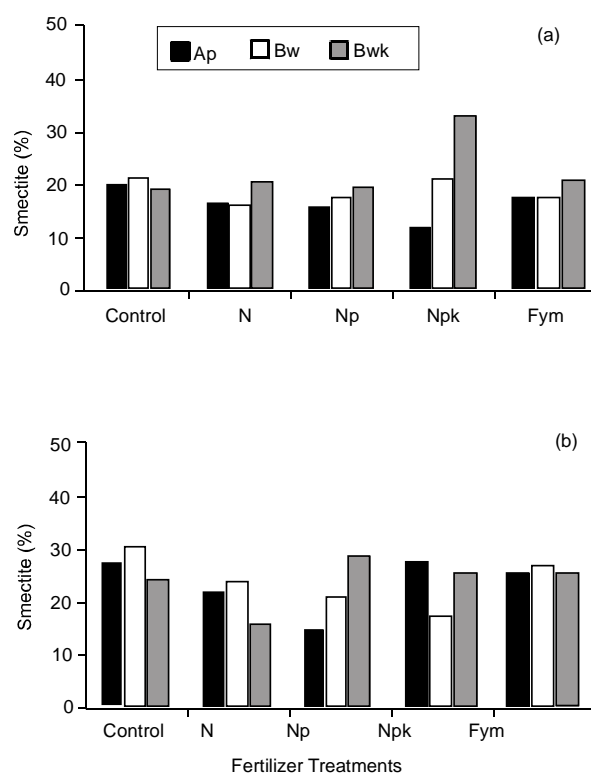 50
(a)
Ap Bw Bwk
40
30
20
10
0
Smectite (%)
Control N Np Npk Fym
50
(b)
40
30
20
10
0
Smectite (%)
Control N Np Npk Fym
Fertilizer Treatments